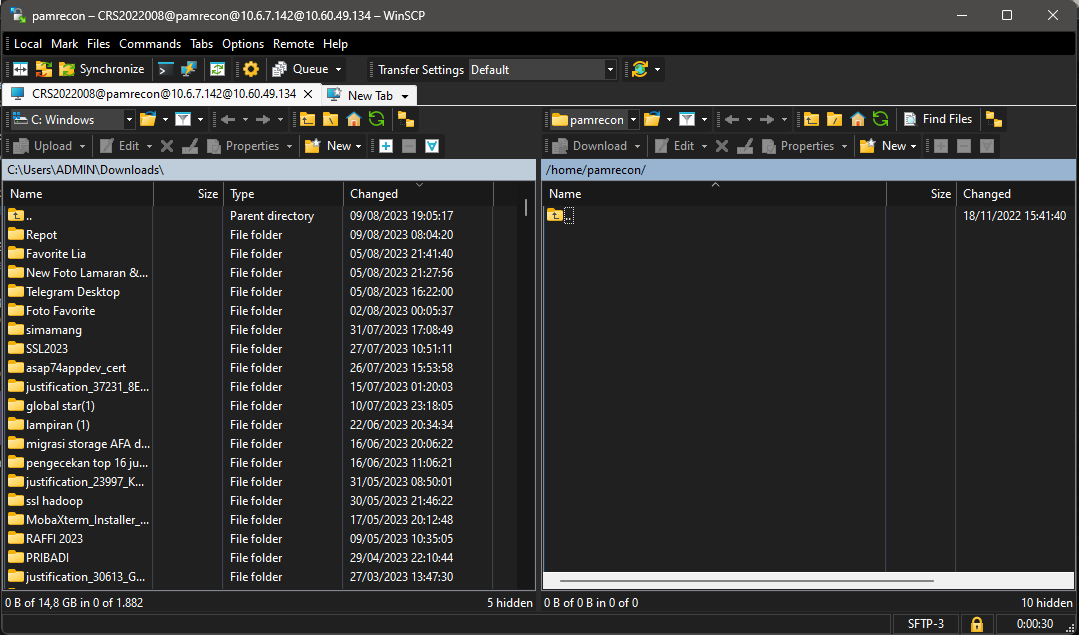 pamrecon – CRS2022008@pamrecon@10.6.7.142@10.60.49.134 – WinSCP
Local Mark Files Commands Tabs Options Remote Help
Synchronize Queue Transfer Settings Default
CRS2022008@pamrecon@10.6.7.142@10.60.49.134 New Tab
C: Windows pamrecon Find Files
Upload Edit Properties New Download Edit Properties New
C:\Users\ADMIN\Downloads\ /home/pamrecon/
Name Size Type Changed
.. Parent directory 09/08/2023 19:05:17
Repot File folder 09/08/2023 08:04:20
Favorite Lia File folder 05/08/2023 21:41:40
New Foto Lamaran &... File folder 05/08/2023 21:27:56
Telegram Desktop File folder 05/08/2023 16:22:00
Foto Favorite File folder 02/08/2023 00:05:37
simamang File folder 31/07/2023 17:08:49
SSL2023 File folder 27/07/2023 10:51:11
asap74appdev_cert File folder 26/07/2023 15:53:58
justification_37231_8E... File folder 15/07/2023 01:20:03
global star(1) File folder 10/07/2023 23:18:05
lampiran (1) File folder 22/06/2023 20:34:34
migrasi storage AFA d... File folder 16/06/2023 20:06:22
pengecekan top 16 ju... File folder 16/06/2023 11:06:21
justification_23997_K... File folder 31/05/2023 08:50:01
ssl hadoop File folder 30/05/2023 21:46:22
MobaXterm_Installer_... File folder 17/05/2023 20:12:48
RAFFI 2023 File folder 09/05/2023 10:35:05
PRIBADI File folder 29/04/2023 22:10:44
justification_30613_G... File folder 27/03/2023 13:47:30
0 B of 14,8 GB in 0 of 1.882 5 hidden
Name Size Changed
.. 18/11/2022 15:41:40
0 B of 0 B in 0 of 0 10 hidden
SFTP-3 0:00:30